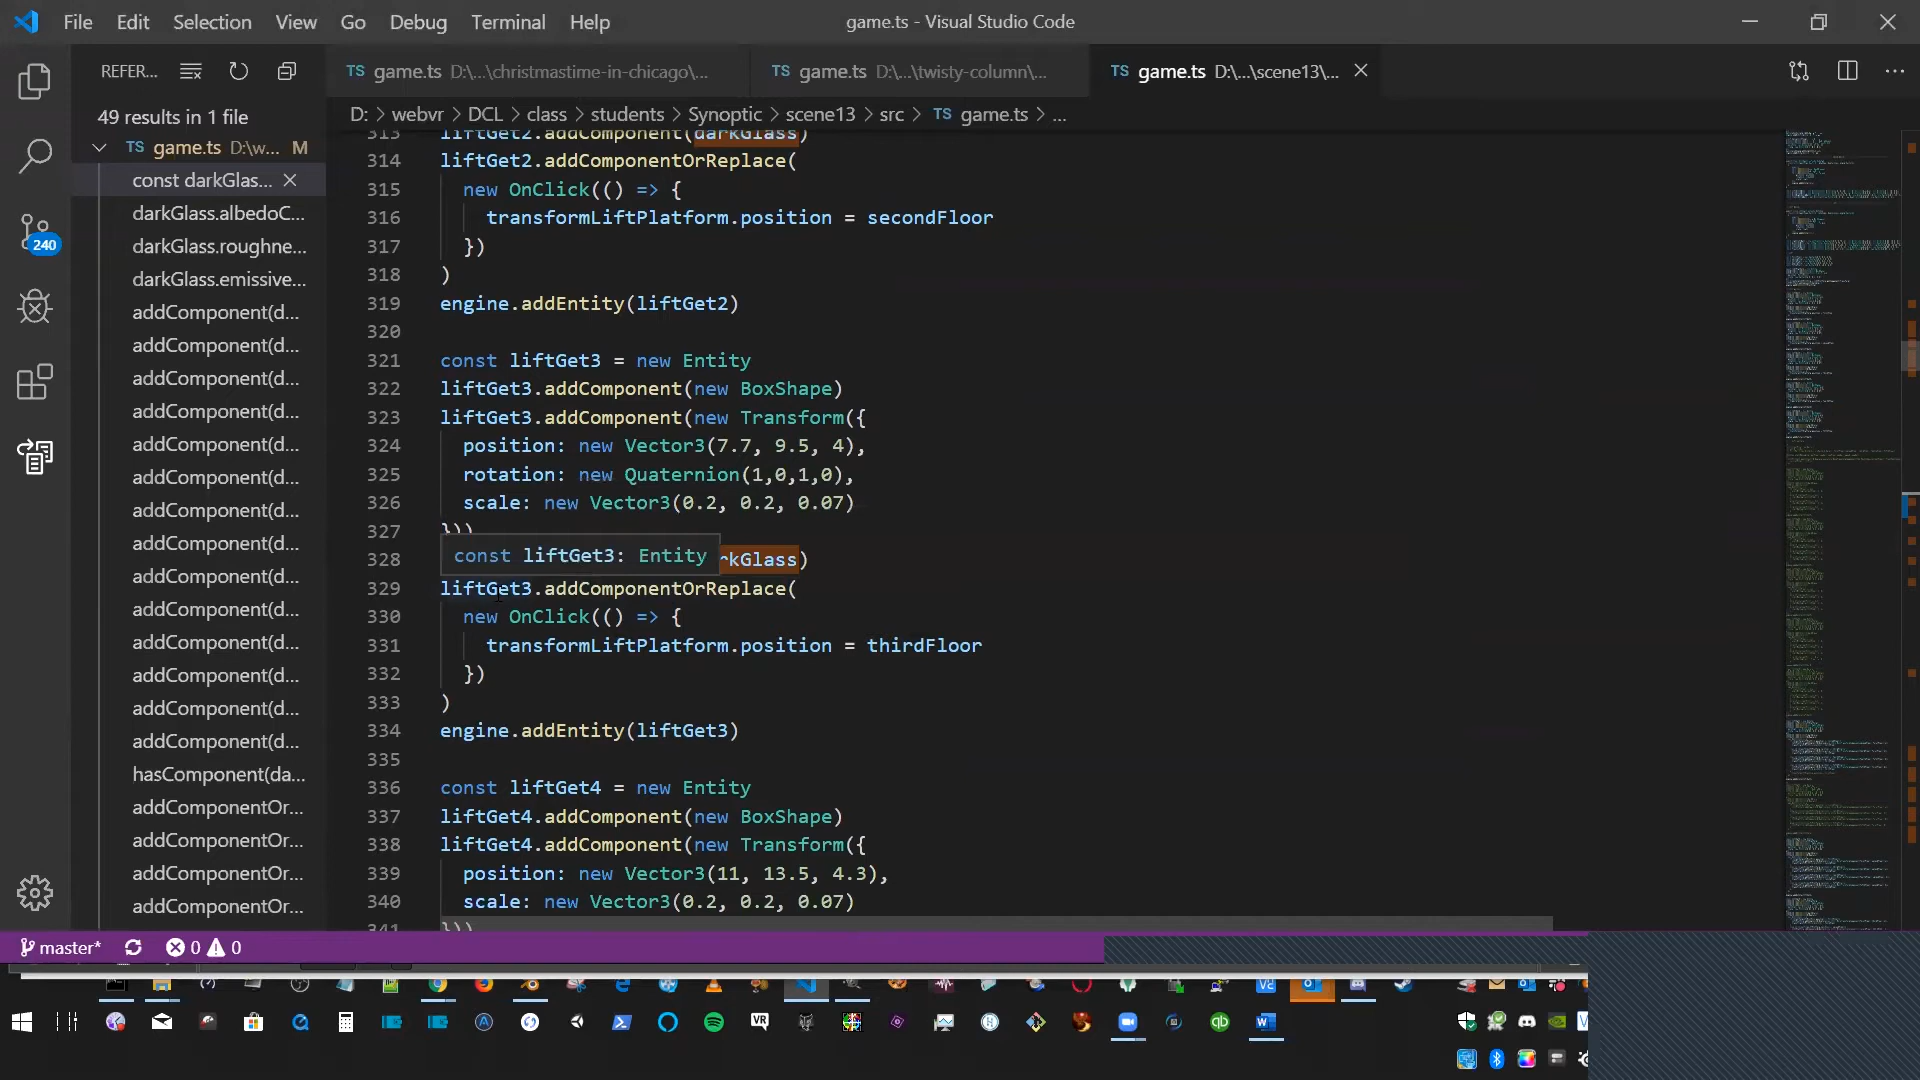 File Edit Selection View Go Debug Terminal Help
game.ts - Visual Studio Code
REFER...
TS game.ts D:\...\christmastime-in-chicago\...
TS game.ts D:\...\twisty-column\...
TS game.ts D:\...\scene13\...
49 results in 1 file
D: > webvr > DCL > class > students > Synoptic > scene13 > src > TS game.ts > ...
TS game.ts D:\w... M
const darkGlas...
darkGlass.albedoC...
darkGlass.roughne...
darkGlass.emissive...
addComponent(d...
addComponent(d...
addComponent(d...
addComponent(d...
addComponent(d...
addComponent(d...
addComponent(d...
addComponent(d...
addComponent(d...
addComponent(d...
addComponent(d...
addComponent(d...
addComponent(d...
addComponent(d...
hasComponent(da...
addComponentOr...
addComponentOr...
addComponentOr...
addComponentOr...
240
313 liftGet2.addComponent(darkGlass)
314 liftGet2.addComponentOrReplace(
315 new OnClick(() => {
316 transformLiftPlatform.position = secondFloor
317 })
318 )
319 engine.addEntity(liftGet2)
320
321 const liftGet3 = new Entity
322 liftGet3.addComponent(new BoxShape)
323 liftGet3.addComponent(new Transform({
324 position: new Vector3(7.7, 9.5, 4),
325 rotation: new Quaternion(1,0,1,0),
326 scale: new Vector3(0.2, 0.2, 0.07)
327 }))
const liftGet3: Entity
328 rkGlass)
329 liftGet3.addComponentOrReplace(
330 new OnClick(() => {
331 transformLiftPlatform.position = thirdFloor
332 })
333 )
334 engine.addEntity(liftGet3)
335
336 const liftGet4 = new Entity
337 liftGet4.addComponent(new BoxShape)
338 liftGet4.addComponent(new Transform({
339 position: new Vector3(11, 13.5, 4.3),
340 scale: new Vector3(0.2, 0.2, 0.07)
341 }))
master* 0 0
VR